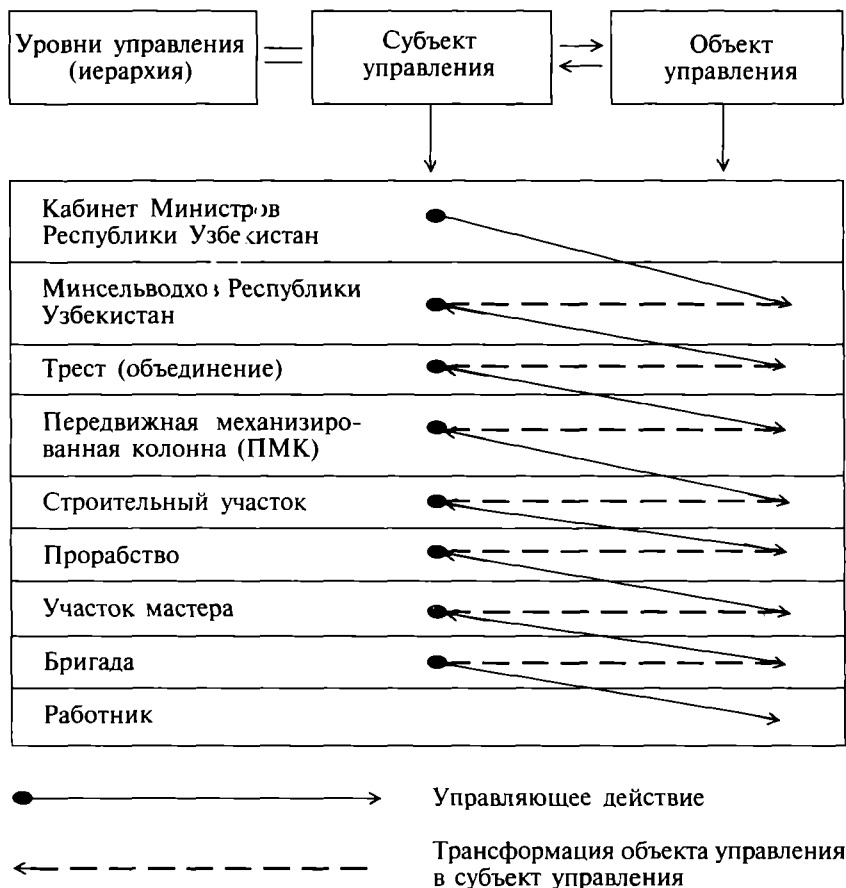 Уровни управления
(иерархия)
Субъект
управления
Объект
управления
Кабинет Министров
Республики Узбекистан
Минсельводхоз Республики
Узбекистан
Трест (объединение)
Передвижная механизиро-
ванная колонна (ПМК)
Строительный участок
Прорабство
Участок мастера
Бригада
Работник
Управляющее действие
Трансформация объекта управления
в субъект управления